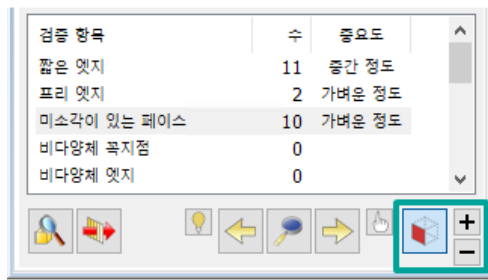 검증 항목 수 중요도
짧은 엣지 11 중간 정도
프리 엣지 2 가벼운 정도
미소각이 있는 페이스 10 가벼운 정도
비다양체 꼭지점 0
비다양체 엣지 0
+
−